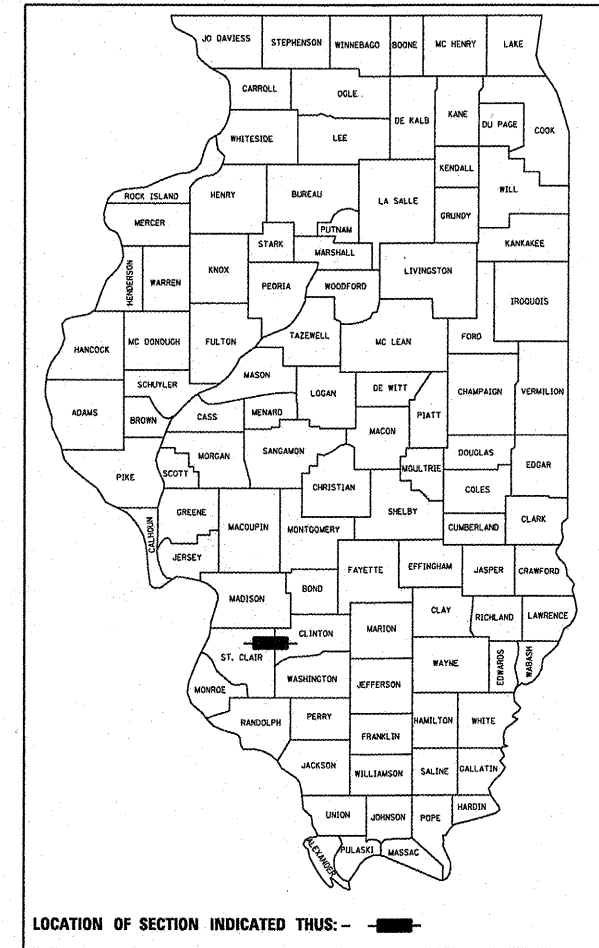 JO DAVIESS STEPHENSON WINNEBAGO BOONE MC HENRY LAKE
CARROLL OGLE DE KALB KANE DU PAGE COOK
WHITESIDE LEE KENDALL WILL
ROCK ISLAND HENRY BUREAU LA SALLE GRUNDY
MERCER STARK PUTNAM MARSHALL KANKAKEE
HENDERSON WARREN KNOX PEORIA WOODFORD LIVINGSTON IROQUOIS
HANCOCK MC DONOUGH FULTON TAZEWELL MC LEAN FORD
SCHUYLER MASON LOGAN DE WITT CHAMPAIGN VERMILION
ADAMS BROWN CASS MENARD MACON PIATT
PIKE SCOTT MORGAN SANGAMON CHRISTIAN MOULTRIE DOUGLAS EDGAR
CALHOUN GREENE MACOUPIN MONTGOMERY SHELBY COLES
JERSEY CUMBERLAND CLARK
MADISON BOND FAYETTE EFFINGHAM JASPER CRAWFORD
ST. CLAIR CLINTON MARION CLAY RICHLAND LAWRENCE
MONROE WASHINGTON JEFFERSON WAYNE EDWARDS WABASH
RANDOLPH PERRY FRANKLIN HAMILTON WHITE
JACKSON WILLIAMSON SALINE GALLATIN
UNION JOHNSON POPE HARDIN
ALEXANDER PULASKI MASSAC
LOCATION OF SECTION INDICATED THUS: -